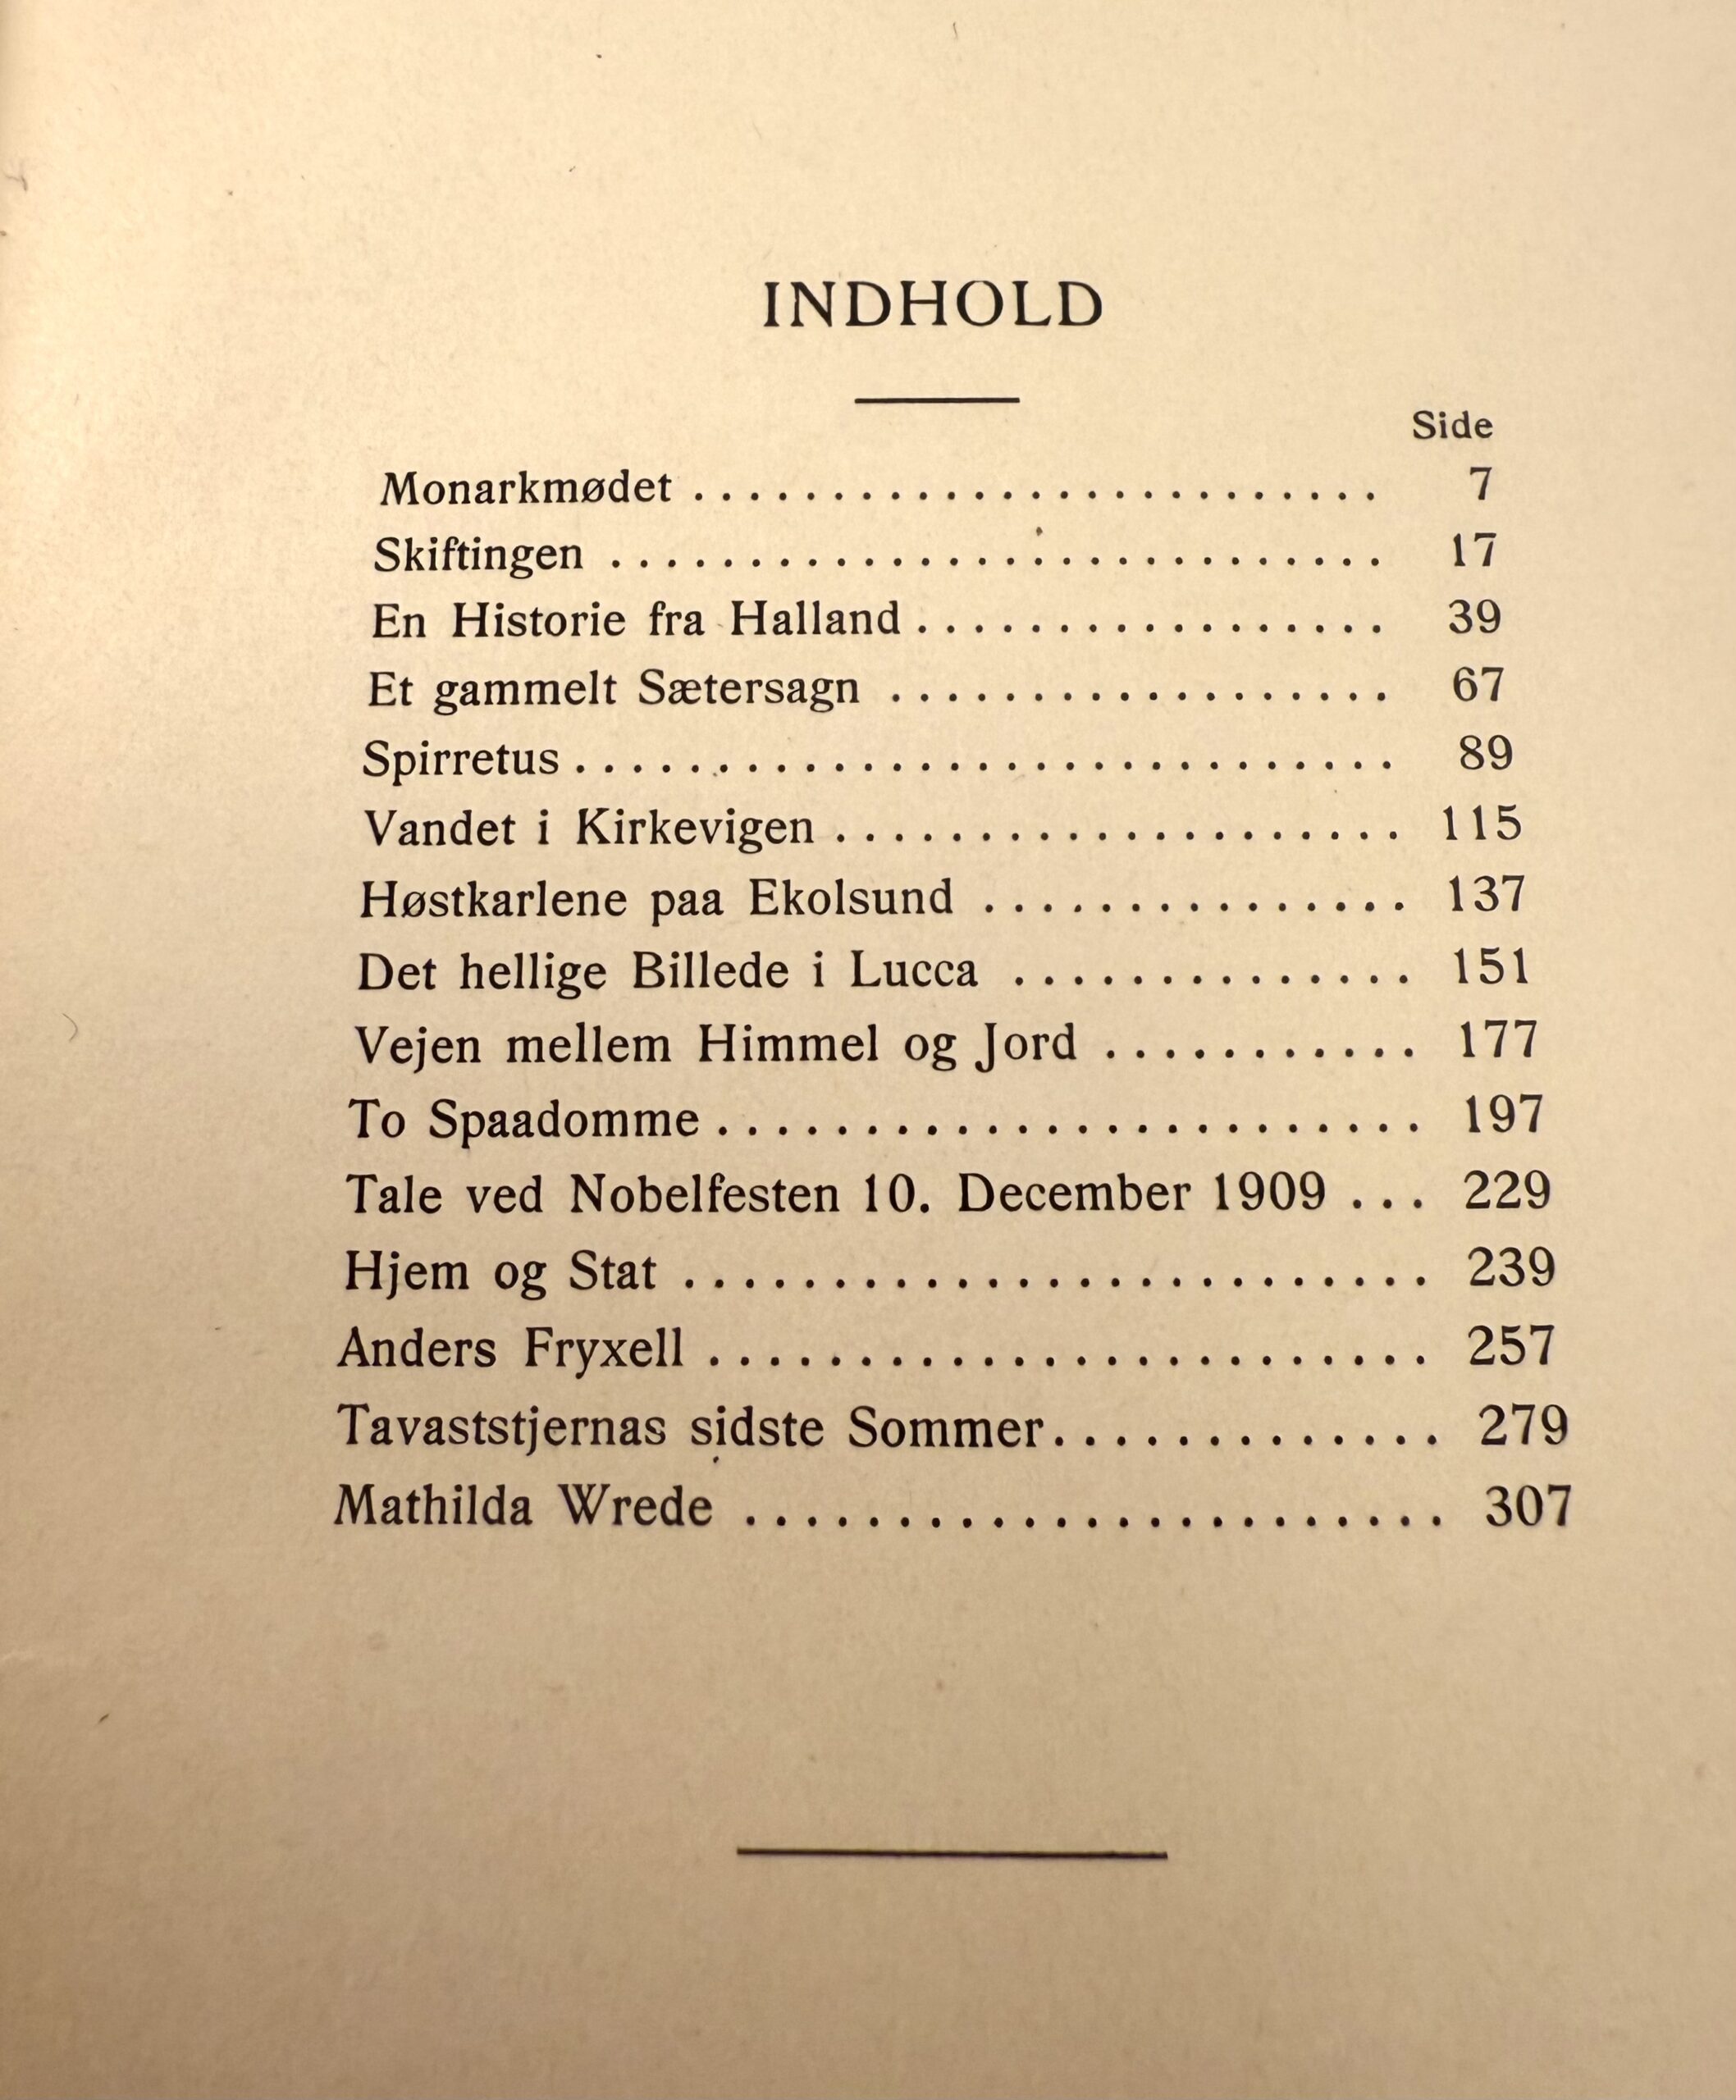 INDHOLD
Side
Monarkmødet ......................... 7
Skiftingen ............................ 17
En Historie fra Halland ................. 39
Et gammelt Sætersagn .................. 67
Spirretus ............................. 89
Vandet i Kirkevigen .................... 115
Høstkarlene paa Ekolsund ............... 137
Det hellige Billede i Lucca .............. 151
Vejen mellem Himmel og Jord ........... 177
To Spaadomme ........................ 197
Tale ved Nobelfesten 10. December 1909 ... 229
Hjem og Stat ......................... 239
Anders Fryxell ........................ 257
Tavaststjernas sidste Sommer ............. 279
Mathilda Wrede ....................... 307